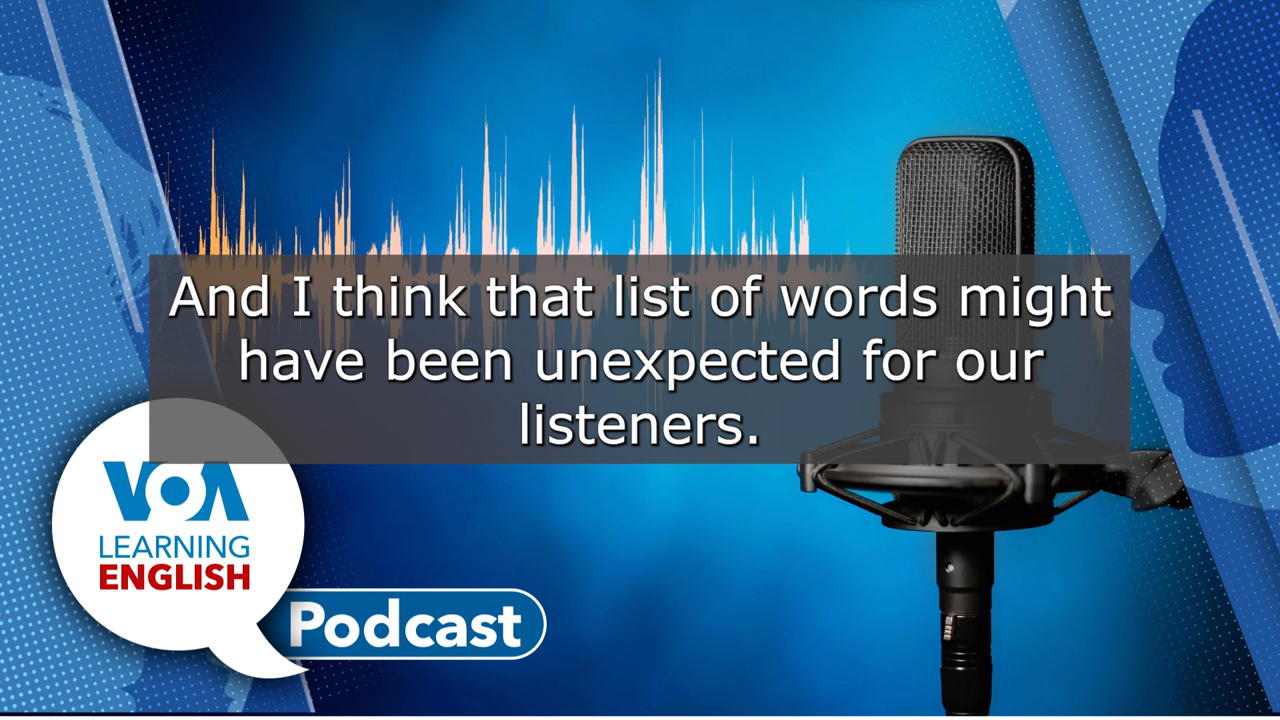 And I think that list of words might
have been unexpected for our
listeners.
VOA
LEARNING
ENGLISH
Podcast